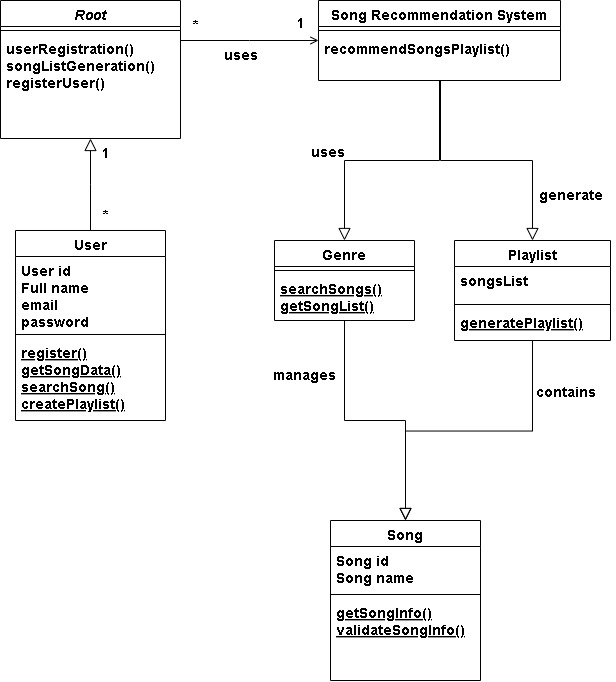 Root
userRegistration()
songListGeneration()
registerUser()
*
1
uses
Song Recommendation System
recommendSongsPlaylist()
1
*
uses
generate
User
User id
Full name
email
password
register()
getSongData()
searchSong()
createPlaylist()
Genre
searchSongs()
getSongList()
Playlist
songsList
generatePlaylist()
manages
contains
Song
Song id
Song name
getSongInfo()
validateSongInfo()